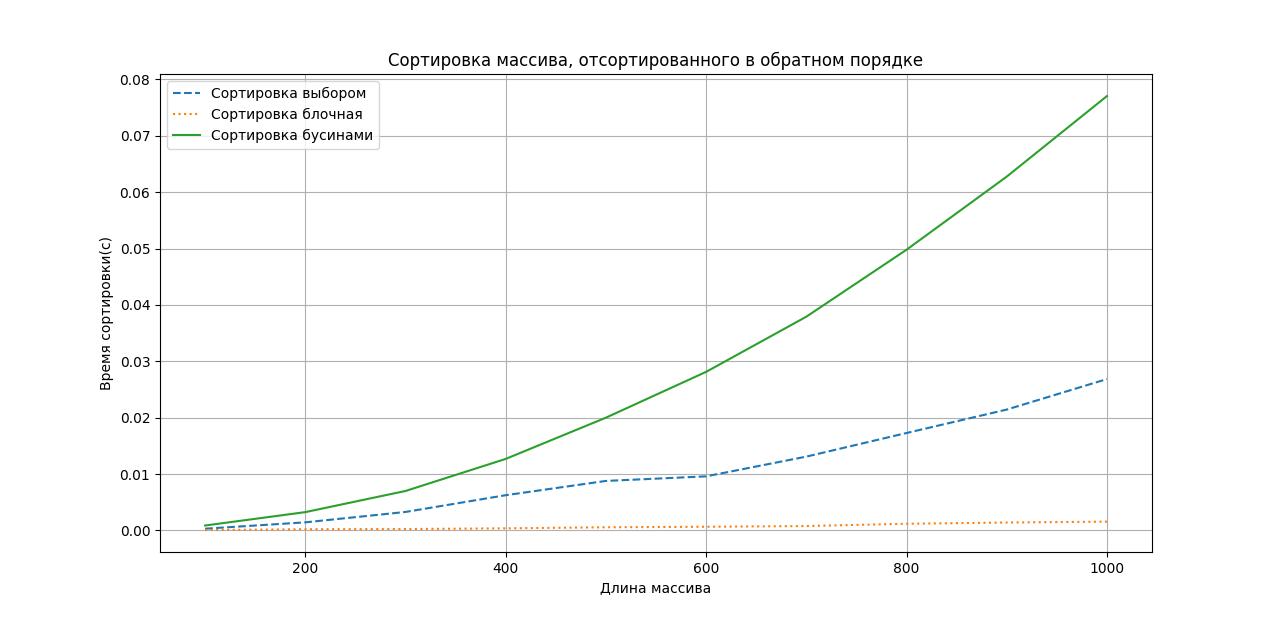 Сортировка массива, отсортированного в обратном порядке
Сортировка выбором
Сортировка блочная
Сортировка бусинами
Время сортировки(с)
0.08
0.07
0.06
0.05
0.04
0.03
0.02
0.01
0.00
200 400 600 800 1000
Длина массива